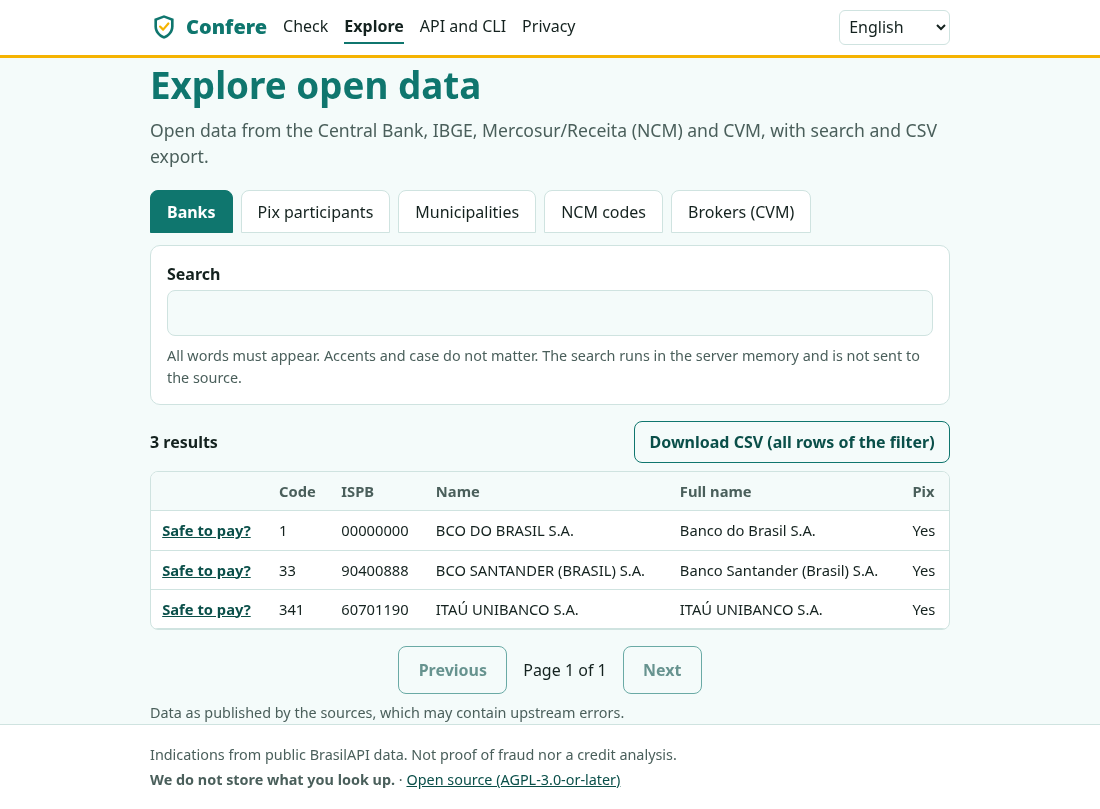 Confere Check Explore API and CLI Privacy English
Explore open data
Open data from the Central Bank, IBGE, Mercosur/Receita (NCM) and CVM, with search and CSV
export.
Banks Pix participants Municipalities NCM codes Brokers (CVM)
Search
All words must appear. Accents and case do not matter. The search runs in the server memory and is not sent to
the source.
3 results Download CSV (all rows of the filter)
Code ISPB Name Full name Pix
Safe to pay? 1 00000000 BCO DO BRASIL S.A. Banco do Brasil S.A. Yes
Safe to pay? 33 90400888 BCO SANTANDER (BRASIL) S.A. Banco Santander (Brasil) S.A. Yes
Safe to pay? 341 60701190 ITAÚ UNIBANCO S.A. ITAÚ UNIBANCO S.A. Yes
Previous Page 1 of 1 Next
Data as published by the sources, which may contain upstream errors.
Indications from public BrasilAPI data. Not proof of fraud nor a credit analysis.
We do not store what you look up. · Open source (AGPL-3.0-or-later)